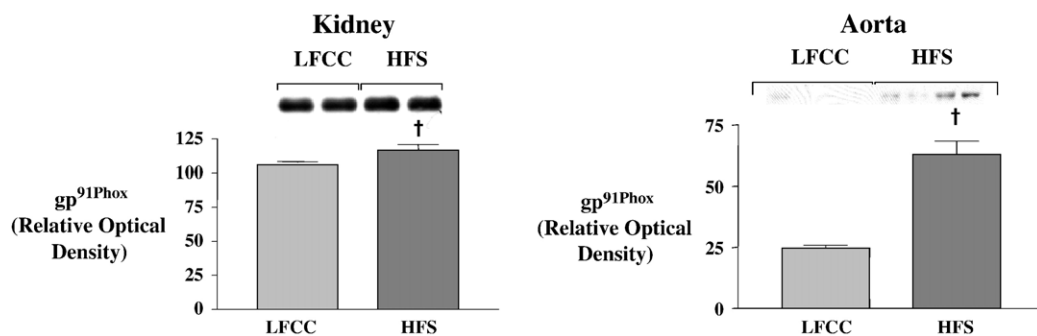 Kidney
LFCC HFS
†
125
100
75
50
25
0
gp91Phox
(Relative Optical
Density)
LFCC HFS
Aorta
LFCC HFS
†
75
50
25
0
gp91Phox
(Relative Optical
Density)
LFCC HFS